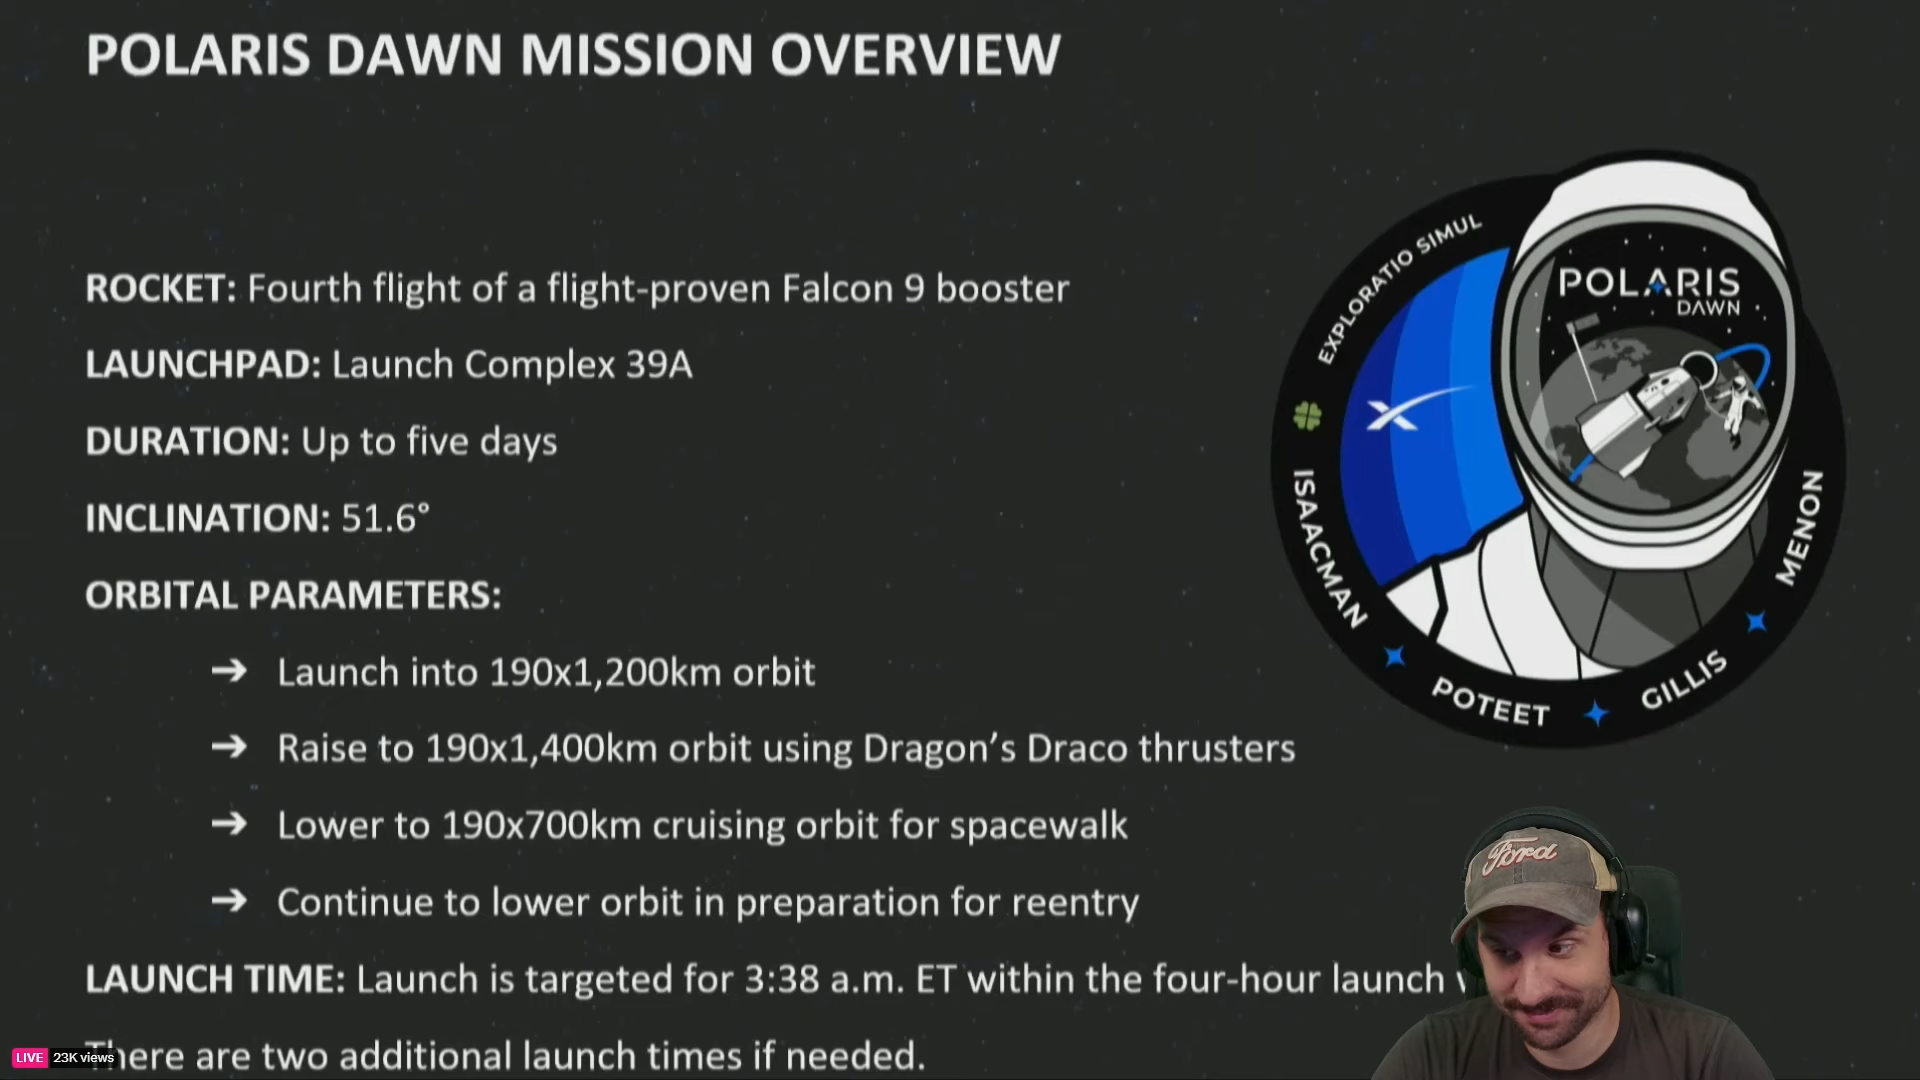 POLARIS DAWN MISSION OVERVIEW
ROCKET: Fourth flight of a flight-proven Falcon 9 booster
LAUNCHPAD: Launch Complex 39A
DURATION: Up to five days
INCLINATION: 51.6°
ORBITAL PARAMETERS:
➔ Launch into 190x1,200km orbit
➔ Raise to 190x1,400km orbit using Dragon’s Draco thrusters
➔ Lower to 190x700km cruising orbit for spacewalk
➔ Continue to lower orbit in preparation for reentry
LAUNCH TIME: Launch is targeted for 3:38 a.m. ET within the four-hour launch
There are two additional launch times if needed.
EXPLORATIO SIMUL
POLARIS
DAWN
X
ISAACMAN
POTEET
GILLIS
MENON
Ford
LIVE 23K views